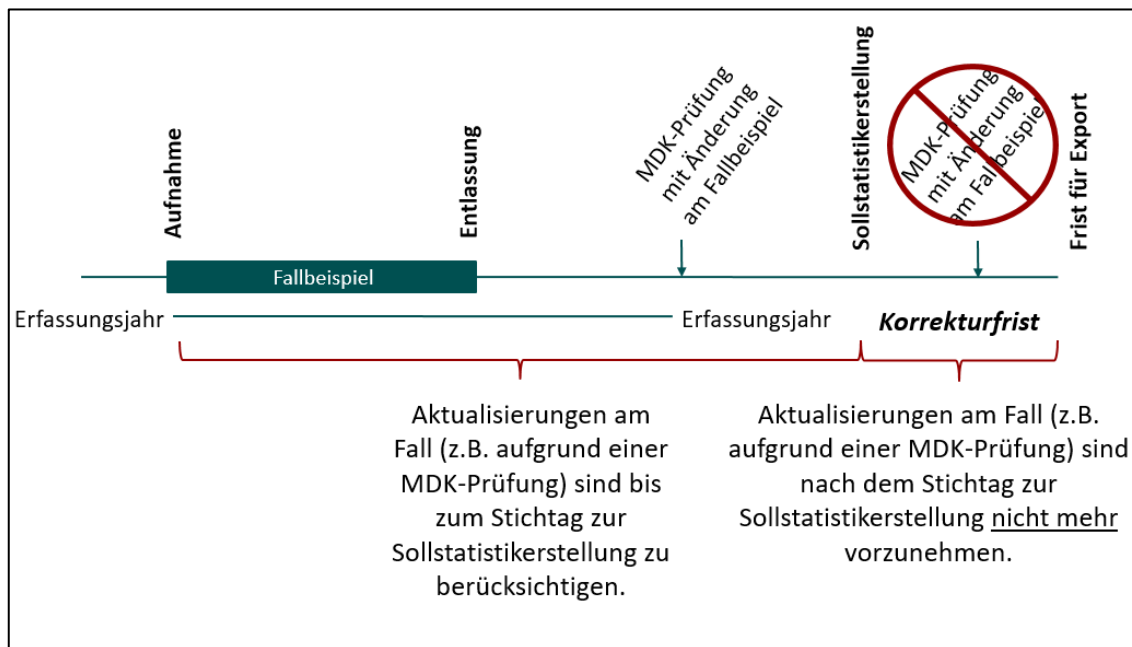 Aufnahme
Entlassung
MDK-Prüfung
mit Änderung
am Fallbeispiel
Sollstatistikerstellung
MDK-Prüfung
mit Änderung
am Fallbeispiel
Frist für Export
Fallbeispiel
Erfassungsjahr
Erfassungsjahr
Korrekturfrist
Aktualisierungen am
Fall (z.B. aufgrund einer
MDK-Prüfung) sind bis
zum Stichtag zur
Sollstatistikerstellung zu
berücksichtigen.
Aktualisierungen am Fall (z.B.
aufgrund einer MDK-Prüfung) sind
nach dem Stichtag zur
Sollstatistikerstellung nicht mehr
vorzunehmen.